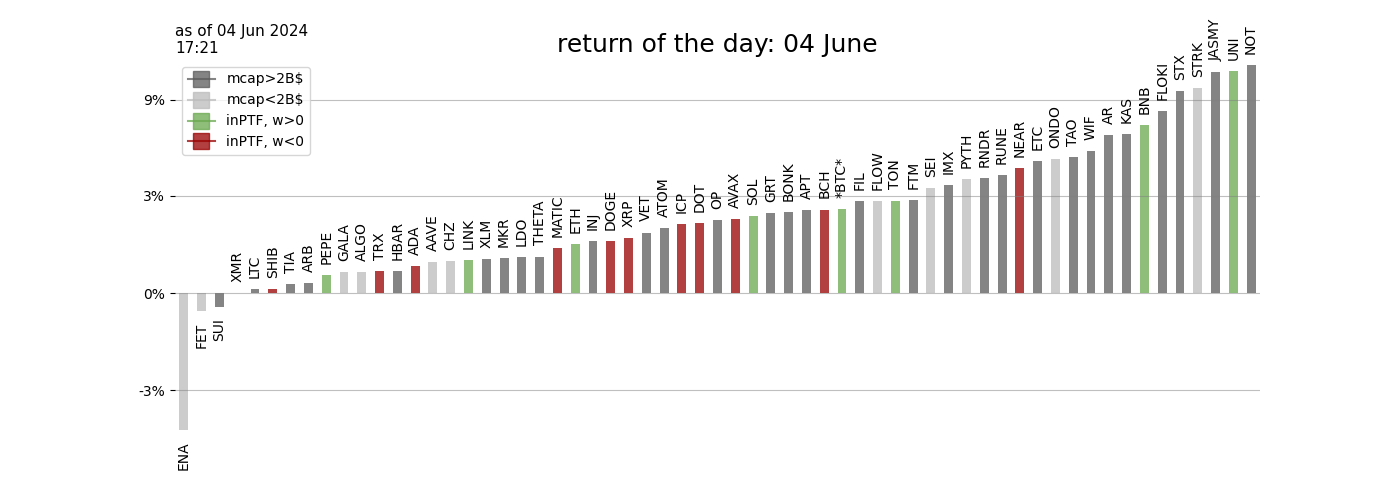 as of 04 Jun 2024
17:21
return of the day: 04 June
mcap>2B$
mcap<2B$
inPTF, w>0
inPTF, w<0
9%
3%
0%
-3%
ENA
FET
SUI
XMR
LTC
SHIB
TIA
ARB
PEPE
GALA
ALGO
TRX
HBAR
ADA
AAVE
CHZ
LINK
XLM
MKR
LDO
THETA
MATIC
ETH
INJ
DOGE
XRP
VET
ATOM
ICP
DOT
OP
AVAX
SOL
GRT
BONK
APT
BCH
*BTC*
FIL
FLOW
TON
FTM
SEI
IMX
PYTH
RNDR
RUNE
NEAR
ETC
ONDO
TAO
WIF
AR
KAS
BNB
FLOKI
STX
STRK
JASMY
UNI
NOT